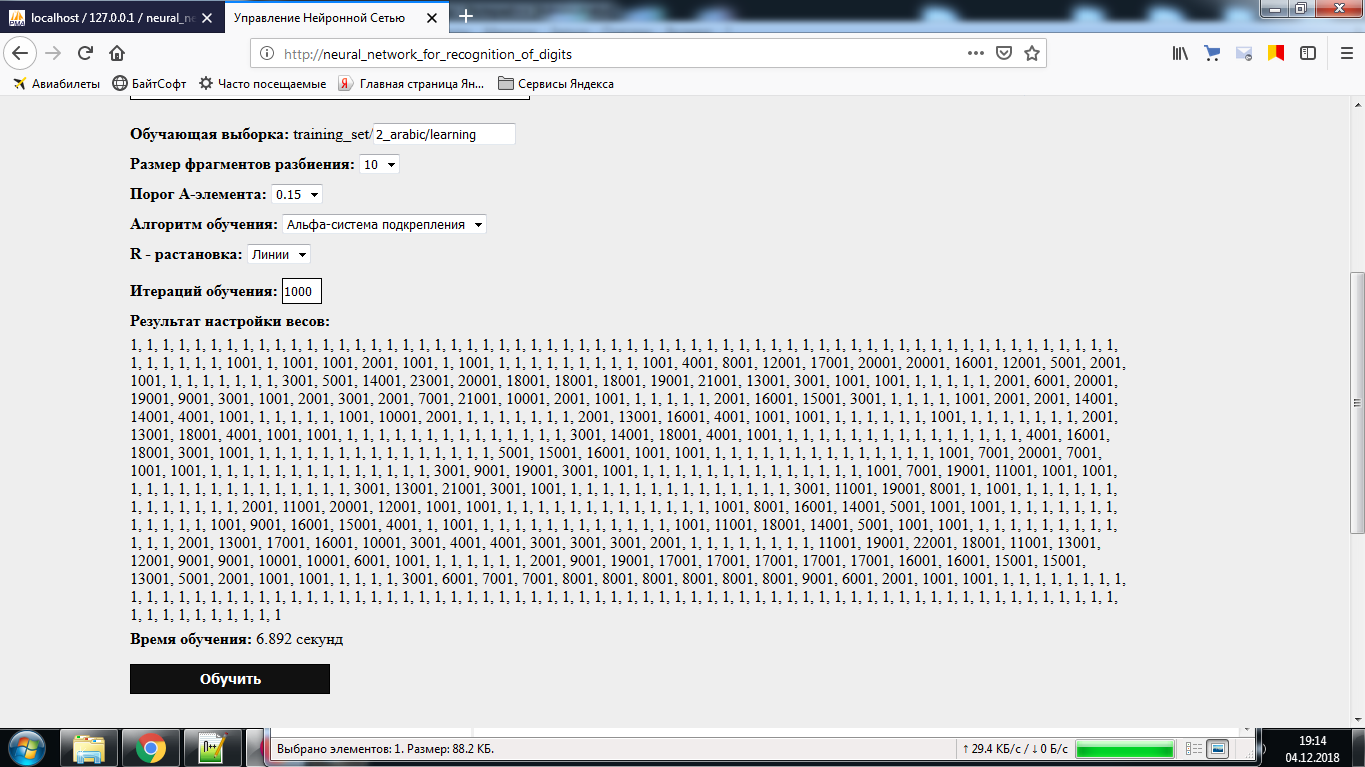 localhost / 127.0.0.1 / neural_ne
Управление Нейронной Сетью
http://neural_network_for_recognition_of_digits
Авиабилеты БайтСофт Часто посещаемые Главная страница Ян... Сервисы Яндекса
Обучающая выборка: training_set/2_arabic/learning
Размер фрагментов разбиения: 10
Порог А-элемента: 0.15
Алгоритм обучения: Альфа-система подкрепления
R - растановка: Линии
Итераций обучения: 1000
Результат настройки весов:
1, 1, 1, 1, 1, 1, 1, 1, 1, 1, 1, 1, 1, 1, 1, 1, 1, 1, 1, 1, 1, 1, 1, 1, 1, 1, 1, 1, 1, 1, 1, 1, 1, 1, 1, 1, 1, 1, 1, 1, 1, 1, 1, 1, 1, 1, 1, 1, 1, 1, 1, 1, 1, 1, 1, 1, 1, 1, 1, 1, 1, 1,
1, 1, 1, 1, 1, 1, 1001, 1, 1001, 1001, 2001, 1001, 1, 1001, 1, 1, 1, 1, 1, 1, 1, 1, 1, 1, 1001, 4001, 8001, 12001, 17001, 20001, 20001, 16001, 12001, 5001, 2001,
1001, 1, 1, 1, 1, 1, 1, 1, 3001, 5001, 14001, 23001, 20001, 18001, 18001, 18001, 19001, 21001, 13001, 3001, 1001, 1001, 1, 1, 1, 1, 1, 2001, 6001, 20001,
19001, 9001, 3001, 1001, 2001, 3001, 2001, 7001, 21001, 10001, 2001, 1001, 1, 1, 1, 1, 1, 2001, 16001, 15001, 3001, 1, 1, 1, 1, 1001, 2001, 2001, 14001,
14001, 4001, 1001, 1, 1, 1, 1, 1, 1001, 10001, 2001, 1, 1, 1, 1, 1, 1, 1, 2001, 13001, 16001, 4001, 1001, 1001, 1, 1, 1, 1, 1, 1, 1001, 1, 1, 1, 1, 1, 1, 1, 2001,
13001, 18001, 4001, 1001, 1001, 1, 1, 1, 1, 1, 1, 1, 1, 1, 1, 1, 1, 1, 1, 3001, 14001, 18001, 4001, 1001, 1, 1, 1, 1, 1, 1, 1, 1, 1, 1, 1, 1, 1, 1, 1, 4001, 16001,
18001, 3001, 1001, 1, 1, 1, 1, 1, 1, 1, 1, 1, 1, 1, 1, 1, 1, 1, 5001, 15001, 16001, 1001, 1001, 1, 1, 1, 1, 1, 1, 1, 1, 1, 1, 1, 1, 1, 1, 1001, 7001, 20001, 7001,
1001, 1001, 1, 1, 1, 1, 1, 1, 1, 1, 1, 1, 1, 1, 1, 1, 3001, 9001, 19001, 3001, 1001, 1, 1, 1, 1, 1, 1, 1, 1, 1, 1, 1, 1, 1, 1, 1001, 7001, 19001, 11001, 1001, 1001,
1, 1, 1, 1, 1, 1, 1, 1, 1, 1, 1, 1, 1, 1, 3001, 13001, 21001, 3001, 1001, 1, 1, 1, 1, 1, 1, 1, 1, 1, 1, 1, 1, 1, 1, 3001, 11001, 19001, 8001, 1, 1001, 1, 1, 1, 1, 1, 1,
1, 1, 1, 1, 1, 1, 1, 2001, 11001, 20001, 12001, 1001, 1001, 1, 1, 1, 1, 1, 1, 1, 1, 1, 1, 1, 1, 1, 1, 1001, 8001, 16001, 14001, 5001, 1001, 1001, 1, 1, 1, 1, 1, 1, 1,
1, 1, 1, 1, 1, 1001, 9001, 16001, 15001, 4001, 1, 1001, 1, 1, 1, 1, 1, 1, 1, 1, 1, 1, 1, 1, 1001, 11001, 18001, 14001, 5001, 1001, 1001, 1, 1, 1, 1, 1, 1, 1, 1, 1,
1, 1, 1, 2001, 13001, 17001, 16001, 10001, 3001, 4001, 4001, 3001, 3001, 3001, 2001, 1, 1, 1, 1, 1, 1, 1, 1, 11001, 19001, 22001, 18001, 11001, 13001,
12001, 9001, 9001, 10001, 10001, 6001, 1001, 1, 1, 1, 1, 1, 1, 2001, 9001, 19001, 17001, 17001, 17001, 17001, 17001, 16001, 16001, 15001, 15001,
13001, 5001, 2001, 1001, 1001, 1, 1, 1, 1, 3001, 6001, 7001, 7001, 8001, 8001, 8001, 8001, 8001, 8001, 9001, 6001, 2001, 1001, 1001, 1, 1, 1, 1, 1, 1, 1, 1,
1, 1, 1, 1, 1, 1, 1, 1, 1, 1, 1, 1, 1, 1, 1, 1, 1, 1, 1, 1, 1, 1, 1, 1, 1, 1, 1, 1, 1, 1, 1, 1, 1, 1, 1, 1, 1, 1, 1, 1, 1, 1, 1, 1, 1, 1, 1, 1, 1, 1, 1, 1, 1, 1, 1, 1, 1, 1, 1, 1, 1, 1,
1, 1, 1, 1, 1, 1, 1, 1, 1, 1
Время обучения: 6.892 секунд
Обучить
Выбрано элементов: 1. Размер: 88.2 КБ. ↑ 29.4 КБ/с / ↓ 0 Б/с
19:14
04.12.2018